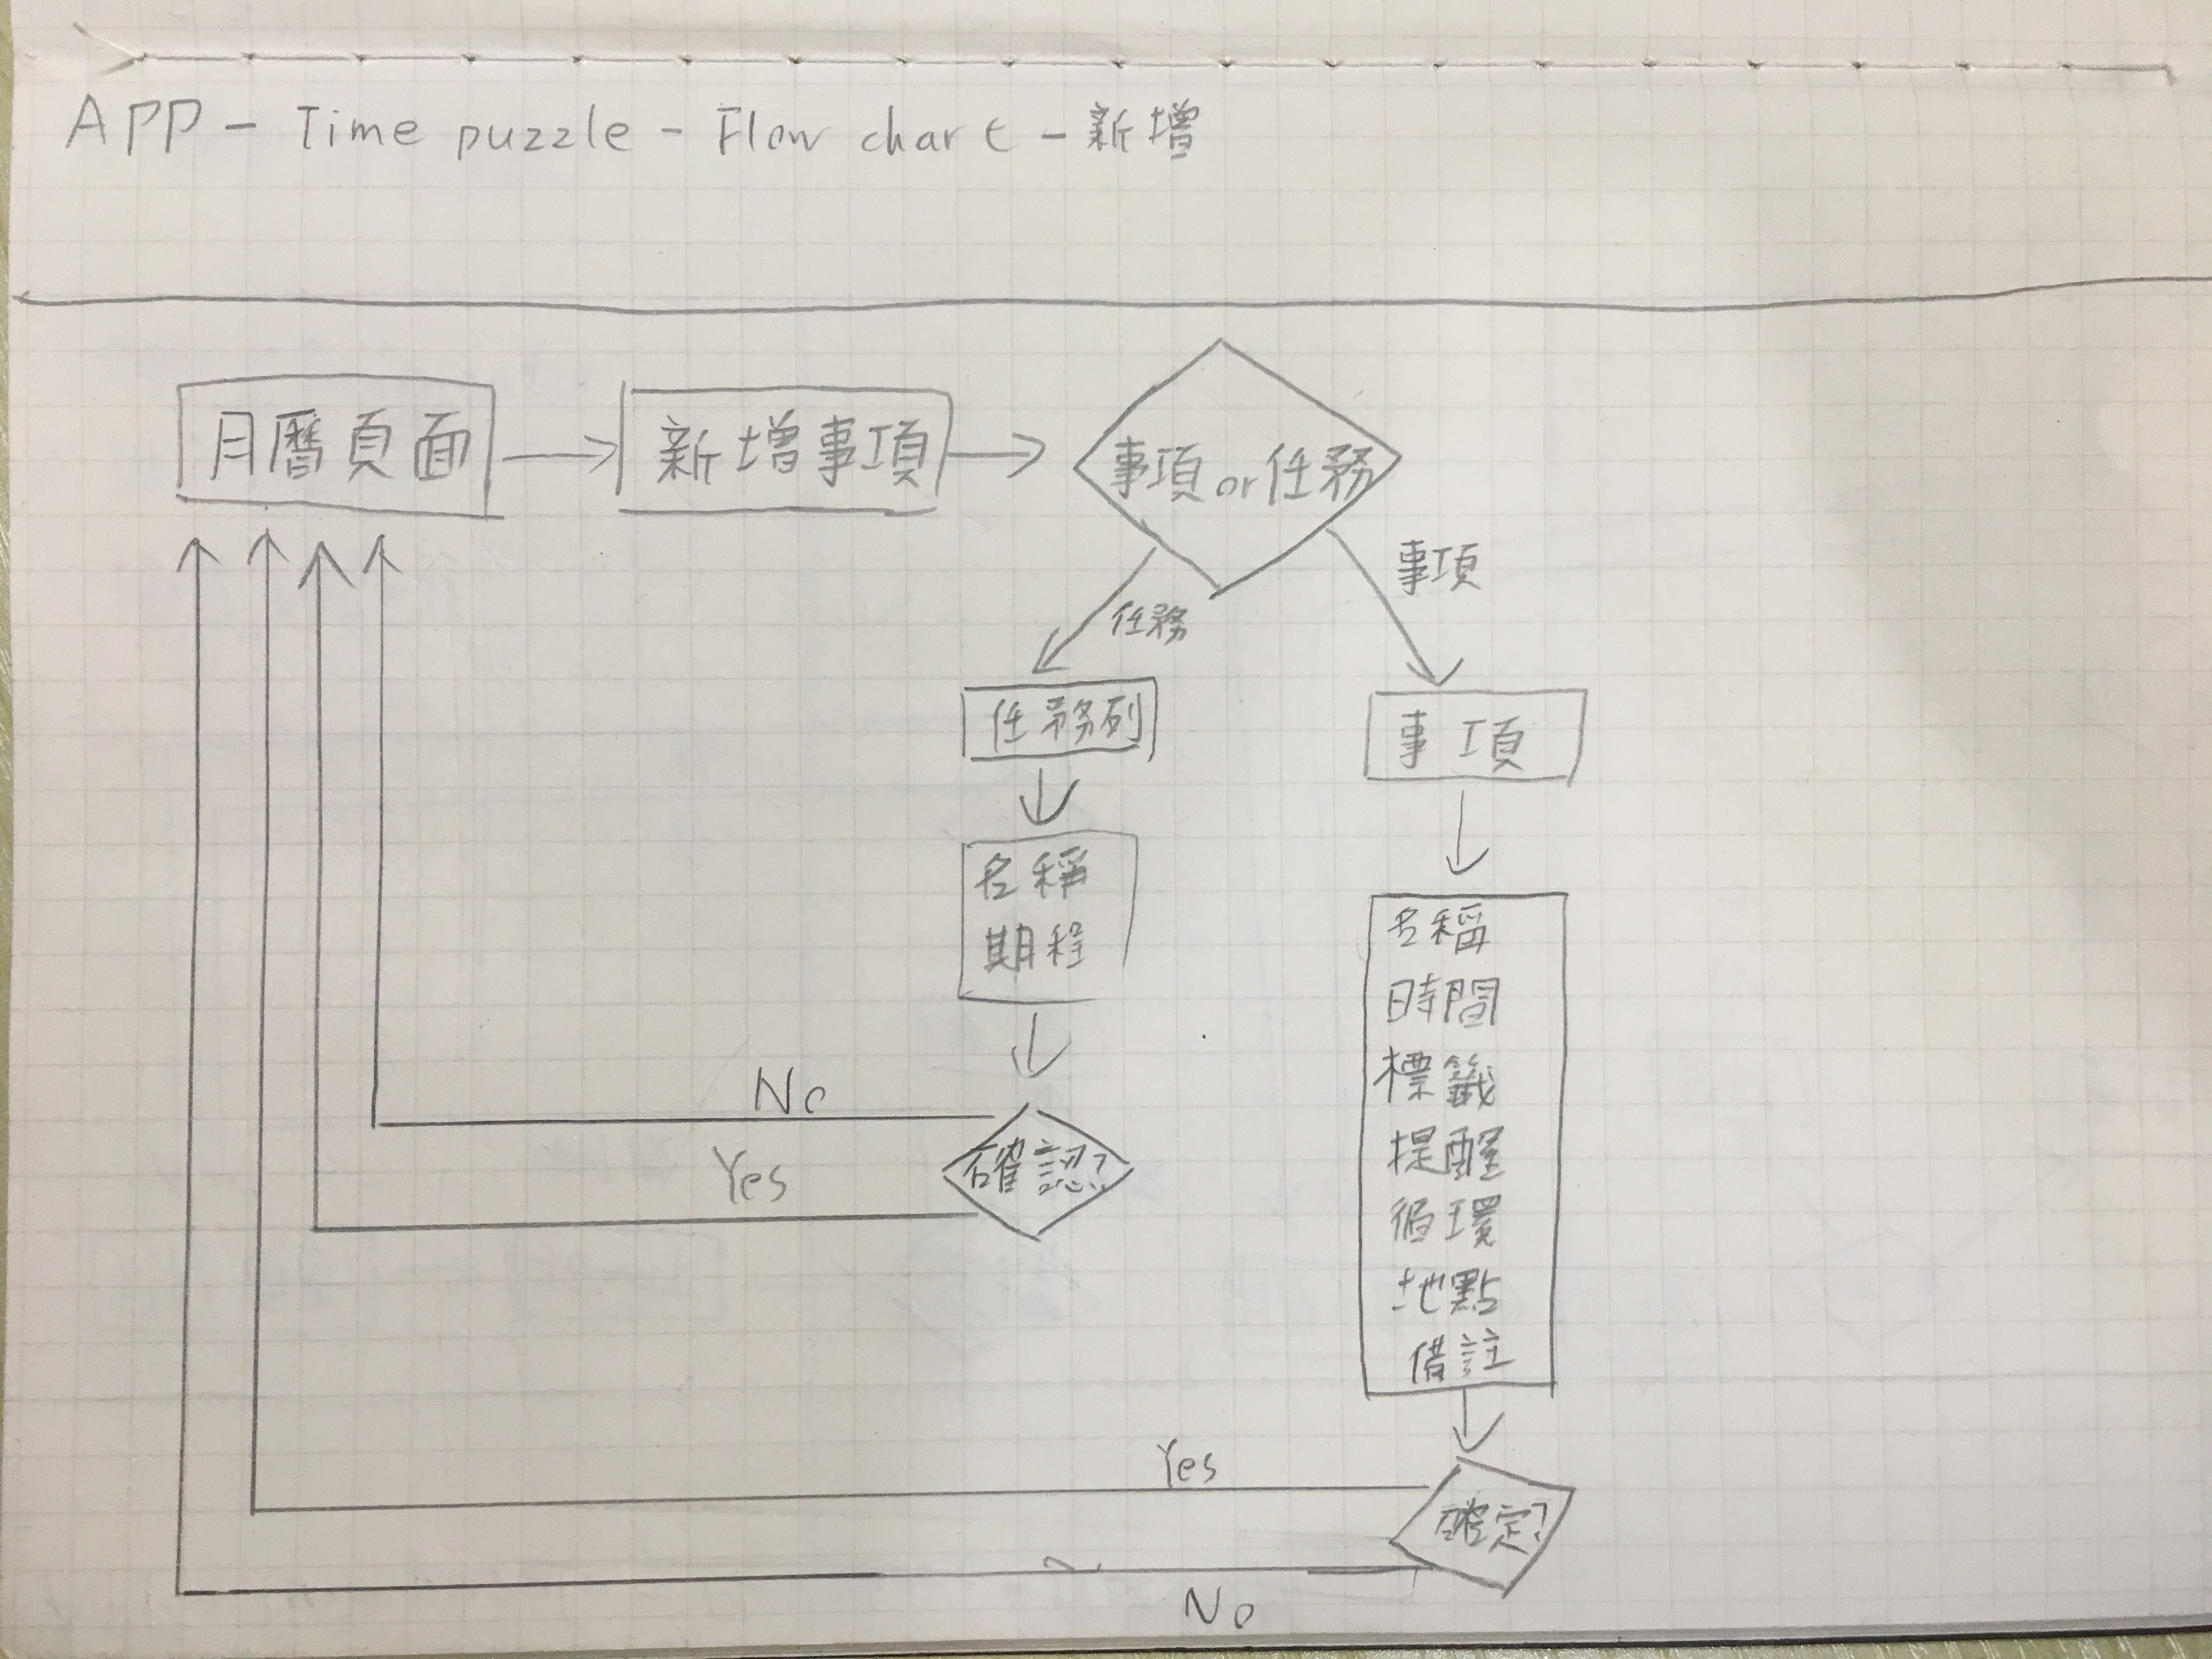 APP - Time puzzle - Flow chart - 新增
月曆頁面
新增事項
事項or任務
任務
事項
任務列
事項
名稱
期程
名稱
時間
標籤
提醒
循環
地點
備註
No
Yes
確認?
Yes
確定?
No